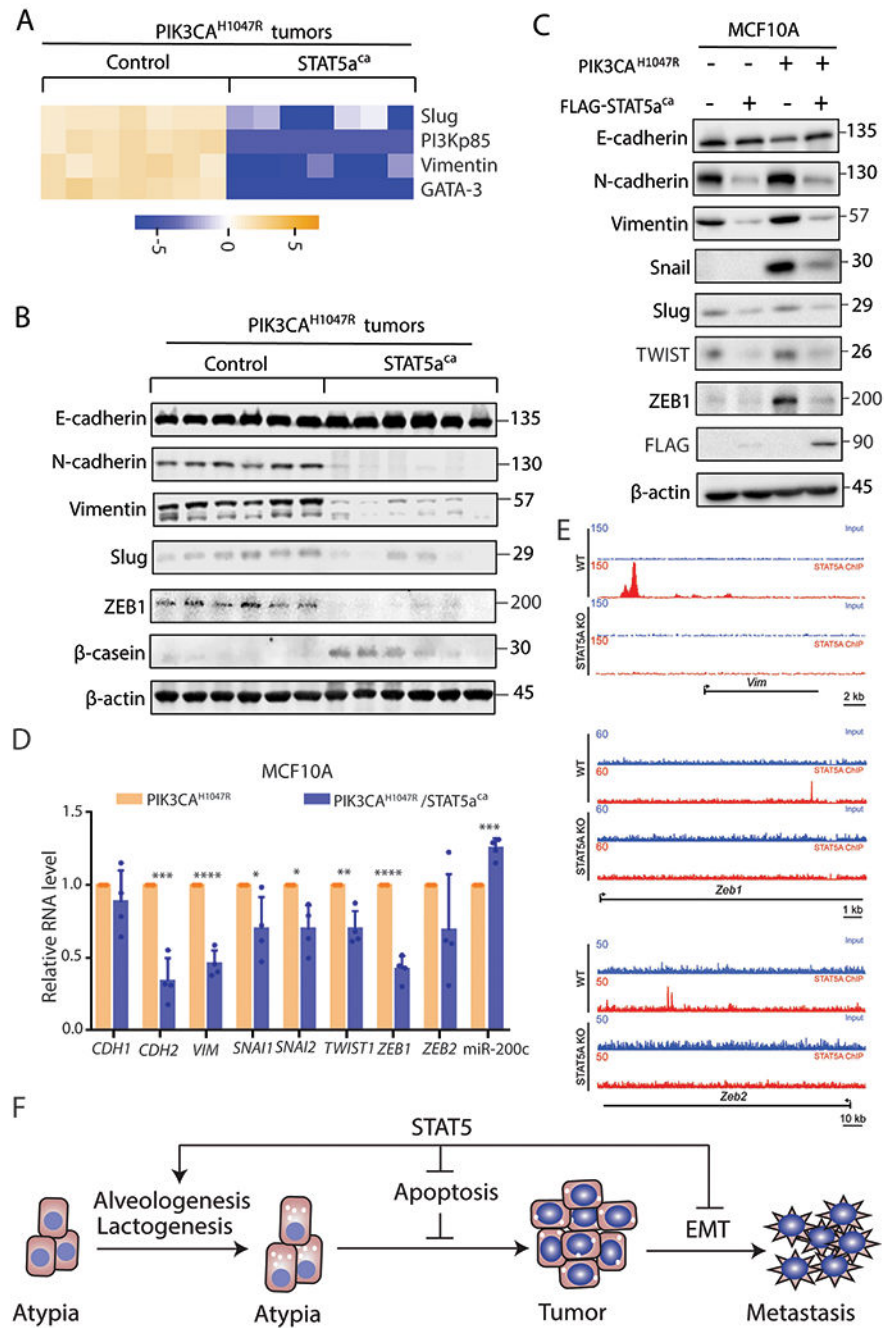 A
PIK3CA^H1047R tumors
Control STAT5a^ca
Slug
PI3Kp85
Vimentin
GATA-3
-5 0 5
B
PIK3CA^H1047R tumors
Control STAT5a^ca
E-cadherin 135
N-cadherin 130
Vimentin 57
Slug 29
ZEB1 200
β-casein 30
β-actin 45
C
MCF10A
PIK3CA^H1047R - - + +
FLAG-STAT5a^ca - + - +
E-cadherin 135
N-cadherin 130
Vimentin 57
Snail 30
Slug 29
TWIST 26
ZEB1 200
FLAG 90
β-actin 45
D
MCF10A
PIK3CA^H1047R PIK3CA^H1047R/STAT5a^ca
Relative RNA level
1.5
1.0
0.5
0.0
*** **** * * ** **** ***
CDH1 CDH2 VIM SNAI1 SNAI2 TWIST1 ZEB1 ZEB2 miR-200c
E
WT
150 Input
150 STAT5A ChIP
STAT5A KO
150 Input
150 STAT5A ChIP
Vim
2 kb
WT
60 Input
60 STAT5A ChIP
STAT5A KO
60 Input
60 STAT5A ChIP
Zeb1
1 kb
WT
50 Input
50 STAT5A ChIP
STAT5A KO
50 Input
50 STAT5A ChIP
Zeb2
10 kb
F
STAT5
Alveologenesis
Lactogenesis
Apoptosis
EMT
Atypia Atypia Tumor Metastasis